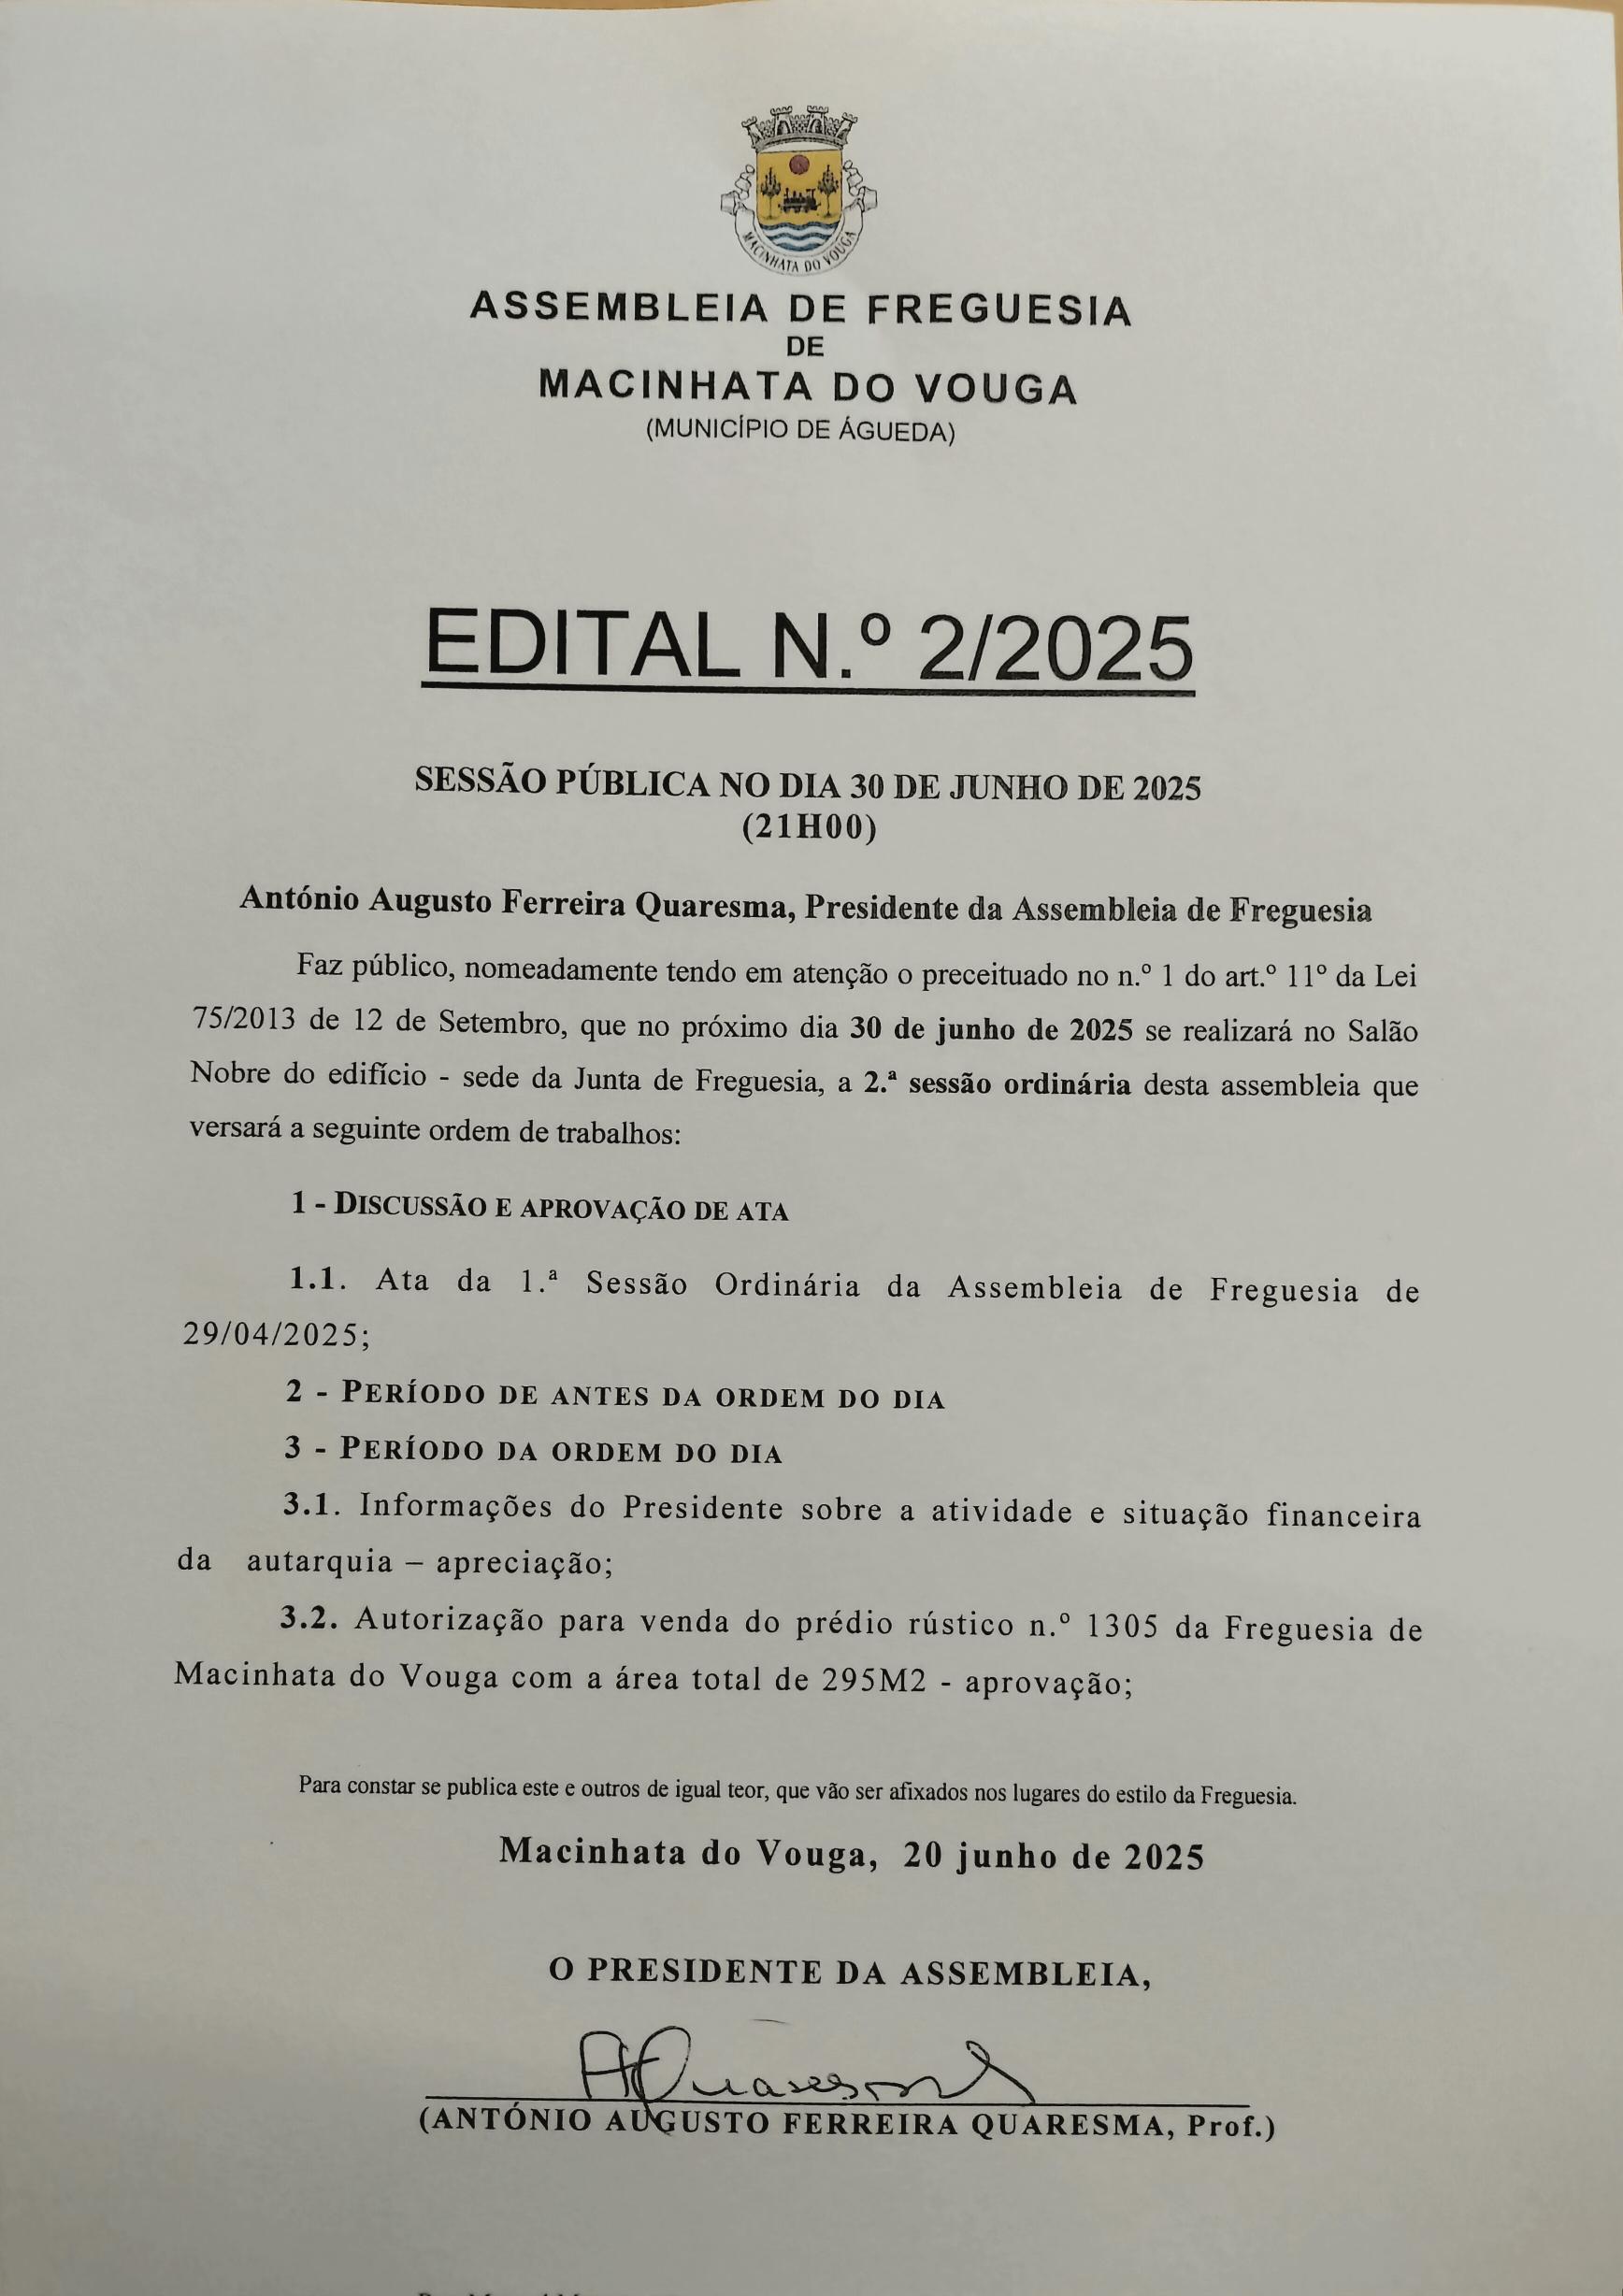 MACINHATA DO VOUGA
ASSEMBLEIA DE FREGUESIA
DE
MACINHATA DO VOUGA
(MUNICÍPIO DE ÁGUEDA)
EDITAL N.º 2/2025
SESSÃO PÚBLICA NO DIA 30 DE JUNHO DE 2025
(21H00)
António Augusto Ferreira Quaresma, Presidente da Assembleia de Freguesia
Faz público, nomeadamente tendo em atenção o preceituado no n.º 1 do art.º 11º da Lei
75/2013 de 12 de Setembro, que no próximo dia 30 de junho de 2025 se realizará no Salão
Nobre do edifício - sede da Junta de Freguesia, a 2.ª sessão ordinária desta assembleia que
versará a seguinte ordem de trabalhos:
1 - DISCUSSÃO E APROVAÇÃO DE ATA
1.1. Ata da 1.ª Sessão Ordinária da Assembleia de Freguesia de
29/04/2025;
2 - PERÍODO DE ANTES DA ORDEM DO DIA
3 - PERÍODO DA ORDEM DO DIA
3.1. Informações do Presidente sobre a atividade e situação financeira
da autarquia – apreciação;
3.2. Autorização para venda do prédio rústico n.º 1305 da Freguesia de
Macinhata do Vouga com a área total de 295M2 - aprovação;
Para constar se publica este e outros de igual teor, que vão ser afixados nos lugares do estilo da Freguesia.
Macinhata do Vouga, 20 junho de 2025
O PRESIDENTE DA ASSEMBLEIA,
AQuaresma
(ANTÓNIO AUGUSTO FERREIRA QUARESMA, Prof.)